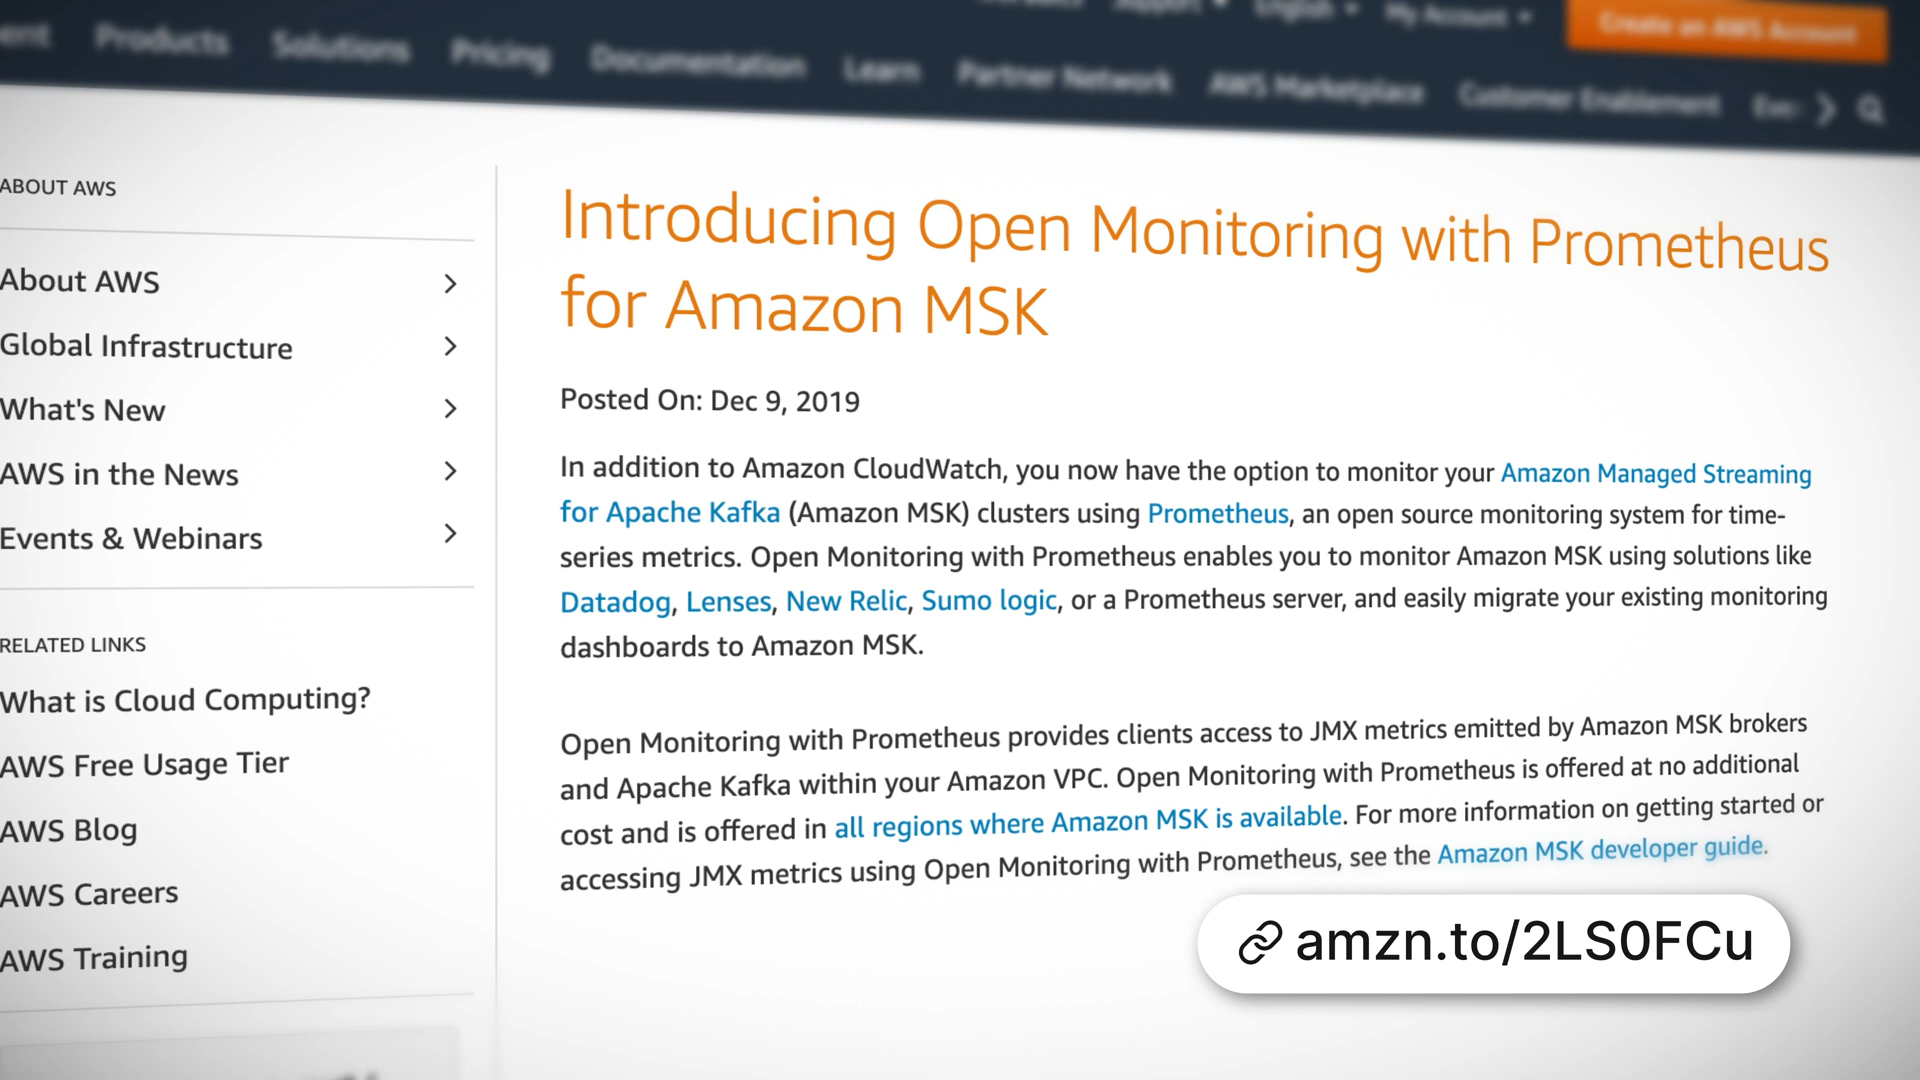 Support
English
My Account
Create an AWS Account
Products
Solutions
Pricing
Documentation
Learn
Partner Network
AWS Marketplace
Customer Enablement
ABOUT AWS
About AWS
Global Infrastructure
What's New
AWS in the News
Events & Webinars
RELATED LINKS
What is Cloud Computing?
AWS Free Usage Tier
AWS Blog
AWS Careers
AWS Training
Introducing Open Monitoring with Prometheus
for Amazon MSK
Posted On: Dec 9, 2019
In addition to Amazon CloudWatch, you now have the option to monitor your Amazon Managed Streaming
for Apache Kafka (Amazon MSK) clusters using Prometheus, an open source monitoring system for time-
series metrics. Open Monitoring with Prometheus enables you to monitor Amazon MSK using solutions like
Datadog, Lenses, New Relic, Sumo logic, or a Prometheus server, and easily migrate your existing monitoring
dashboards to Amazon MSK.
Open Monitoring with Prometheus provides clients access to JMX metrics emitted by Amazon MSK brokers
and Apache Kafka within your Amazon VPC. Open Monitoring with Prometheus is offered at no additional
cost and is offered in all regions where Amazon MSK is available. For more information on getting started or
accessing JMX metrics using Open Monitoring with Prometheus, see the Amazon MSK developer guide.
amzn.to/2LS0FCu